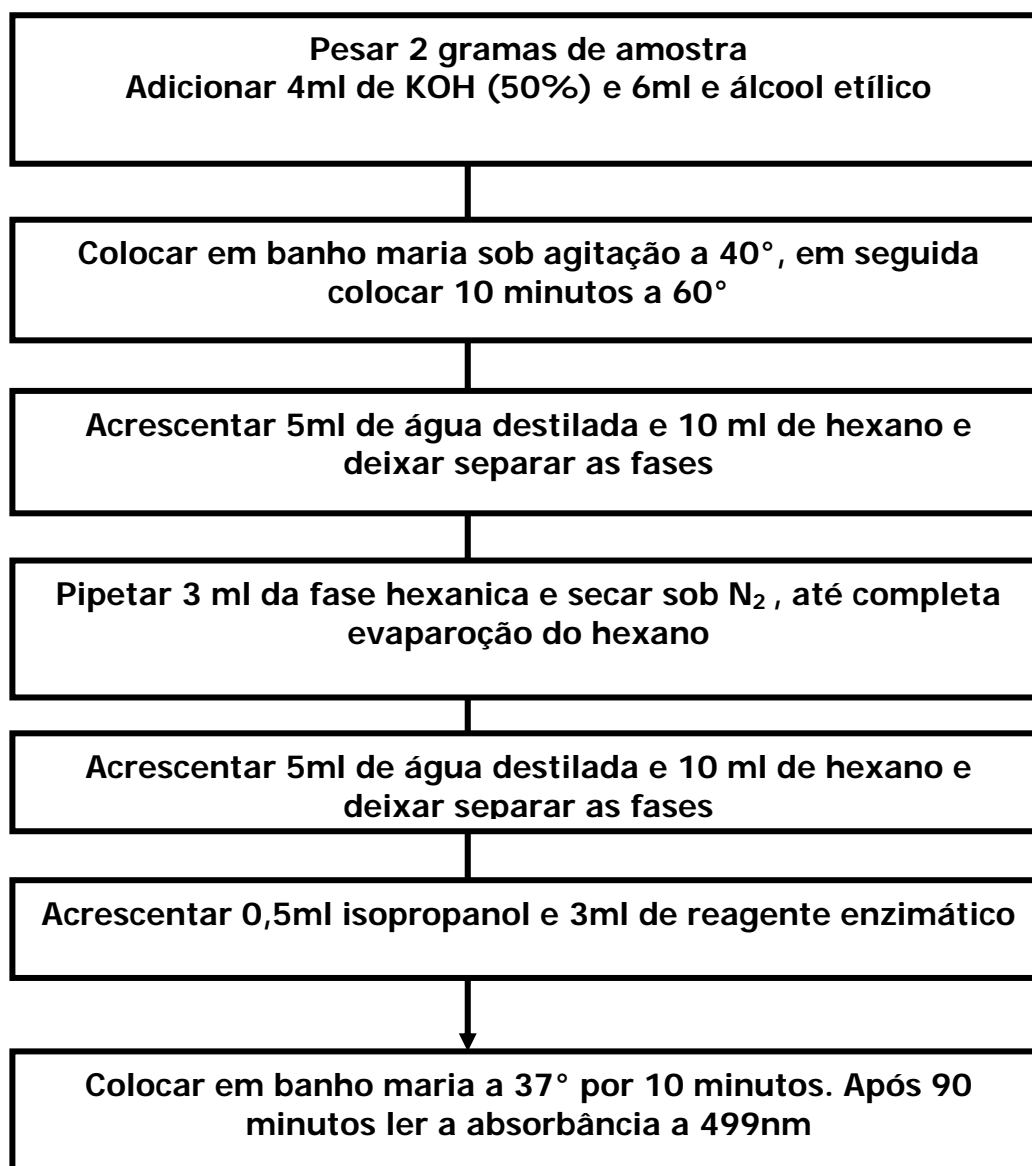 Pesar 2 gramas de amostra
Adicionar 4ml de KOH (50%) e 6ml e álcool etílico
Colocar em banho maria sob agitação a 40°, em seguida
colocar 10 minutos a 60°
Acrescentar 5ml de água destilada e 10 ml de hexano e
deixar separar as fases
Pipetar 3 ml da fase hexanica e secar sob N₂ , até completa
evaparoção do hexano
Acrescentar 5ml de água destilada e 10 ml de hexano e
deixar separar as fases
Acrescentar 0,5ml isopropanol e 3ml de reagente enzimático
Colocar em banho maria a 37° por 10 minutos. Após 90
minutos ler a absorbância a 499nm